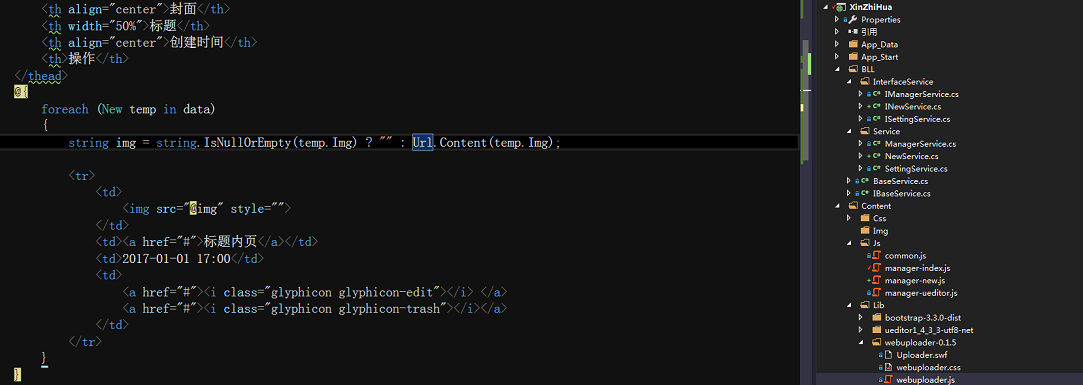 <th align="center">封面</th>
<th width="50%">标题</th>
<th align="center">创建时间</th>
<th>操作</th>
</thead>
@{
foreach (New temp in data)
{
string img = string.IsNullOrEmpty(temp.Img) ? "" : Url.Content(temp.Img);
<tr>
<td>
<img src="@img" style="">
</td>
<td><a href="#">标题内页</a></td>
<td>2017-01-01 17:00</td>
<td>
<a href="#"><i class="glyphicon glyphicon-edit"></i> </a>
<a href="#"><i class="glyphicon glyphicon-trash"></i></a>
</td>
</tr>
}
}
XinZhiHua
Properties
引用
App_Data
App_Start
BLL
InterfaceService
IManagerService.cs
INewService.cs
ISettingService.cs
Service
ManagerService.cs
NewService.cs
SettingService.cs
BaseService.cs
IBaseService.cs
Content
Css
Img
Js
common.js
manager-index.js
manager-new.js
manager-ueditor.js
Lib
bootstrap-3.3.0-dist
ueditor1_4_3_3-utf8-net
webuploader-0.1.5
Uploader.swf
webuploader.css
webuploader.js